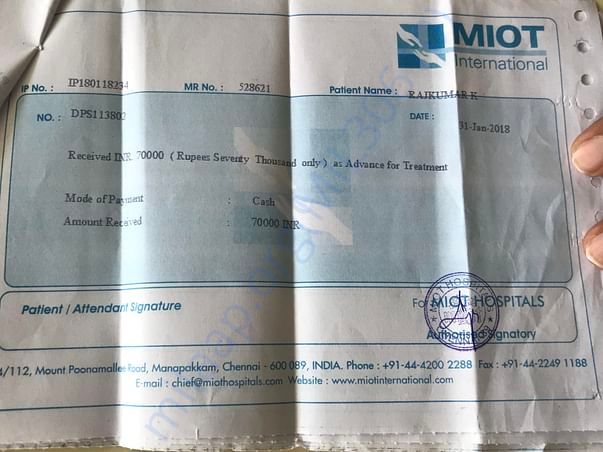 MIOT
International
IP No. : IP180118234 MR No. : 528621 Patient Name : RAJKUMAR K
NO. : DPS113802 DATE : 31-Jan-2018
Received INR 70000 ( Rupees Seventy Thousand only ) as Advance for Treatment
Mode of Payment : Cash
Amount Received : 70000 INR
Patient / Attendant Signature For MIOT HOSPITALS
MIOT HOSPITALS
Authorised Signatory
4/112, Mount Poonamallee Road, Manapakkam, Chennai - 600 089, INDIA. Phone : +91-44-4200 2288 Fax : +91-44-2249 1188
E-mail : chief@miothospitals.com Website : www.miotinternational.com